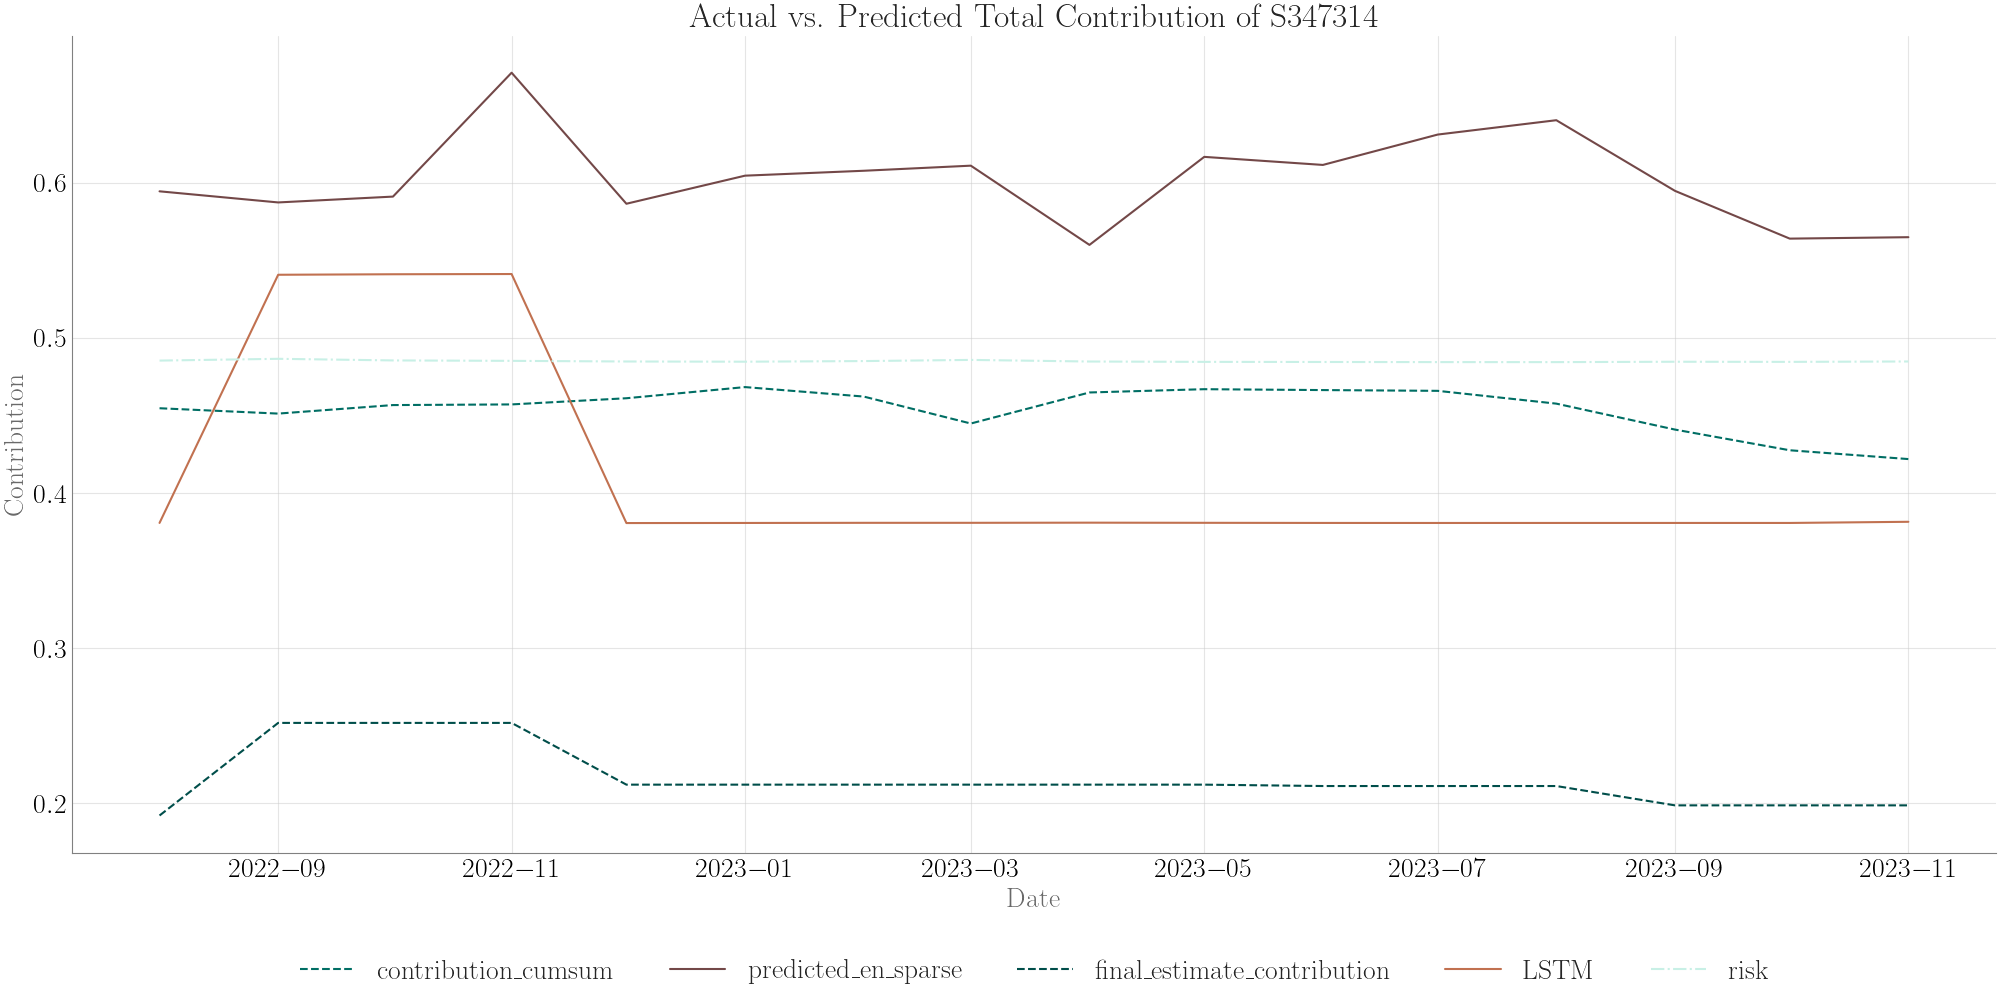 Actual vs. Predicted Total Contribution of S347314
Contribution
0.6
0.5
0.4
0.3
0.2
2022–09 2022–11 2023–01 2023–03 2023–05 2023–07 2023–09 2023–11
Date
contribution_cumsum predicted_en_sparse final_estimate_contribution LSTM risk